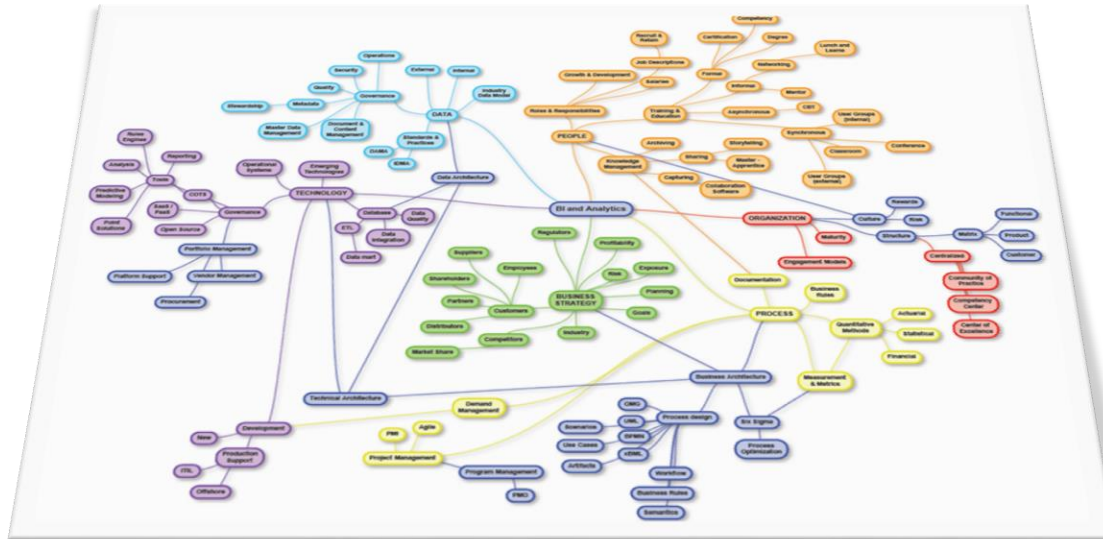 Competency
Recruit &
Retain
Certification
Degree
Lunch and
Learns
Operations
Job Descriptions
Networking
Security
External
Internal
Growth & Development
Salaries
Formal
Quality
Governance
Industry
Data Model
Informal
Mentor
Stewardship
Metadata
DATA
Roles & Responsibilities
Training &
Education
Asynchronous
CBT
User Groups
(internal)
Master Data
Management
Document &
Content
Management
Standards &
Practices
PEOPLE
Synchronous
Conference
Rules
Engines
DAMA
IDMA
Archiving
Storytelling
Classroom
Reporting
Analysis
Operational
Systems
Emerging
Technologies
Knowledge
Management
Sharing
Master -
Apprentice
Tools
Data Architecture
Capturing
Collaboration
Software
User Groups
(external)
Predictive
Modeling
COTS
TECHNOLOGY
SaaS /
PaaS
Governance
Database
Data
Quality
BI and Analytics
ORGANIZATION
Culture
Rewards
Risk
Functional
Point
Solutions
Open Source
ETL
Data
Integration
Regulators
Profitability
Maturity
Structure
Matrix
Product
Portfolio Management
Data mart
Suppliers
Engagement Models
Centralized
Customer
Platform Support
Vendor Management
Shareholders
Employees
Risk
Exposure
Documentation
Community of
Practice
Procurement
Partners
Customers
BUSINESS
STRATEGY
Planning
Business
Rules
Competency
Center
Distributors
Industry
Goals
PROCESS
Quantitative
Methods
Actuarial
Statistical
Center of
Excellence
Market Share
Competitors
Financial
Business Architecture
Measurement
& Metrics
Technical Architecture
Demand
Management
OMG
Process design
Six Sigma
Development
New
PMI
Agile
Scenarios
UML
BPMN
Use Cases
xBML
Process
Optimization
Production
Support
Project Management
Artifacts
ITIL
Program Management
Workflow
Offshore
PMO
Business Rules
Semantics